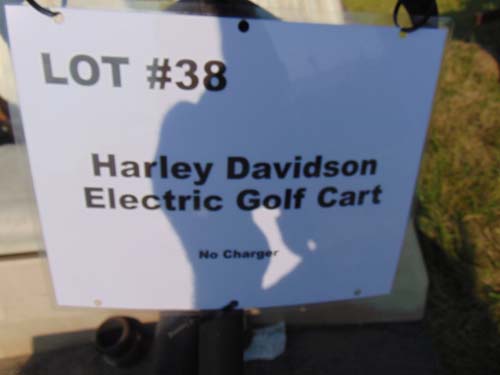 LOT #38
Harley Davidson
Electric Golf Cart
No Charger